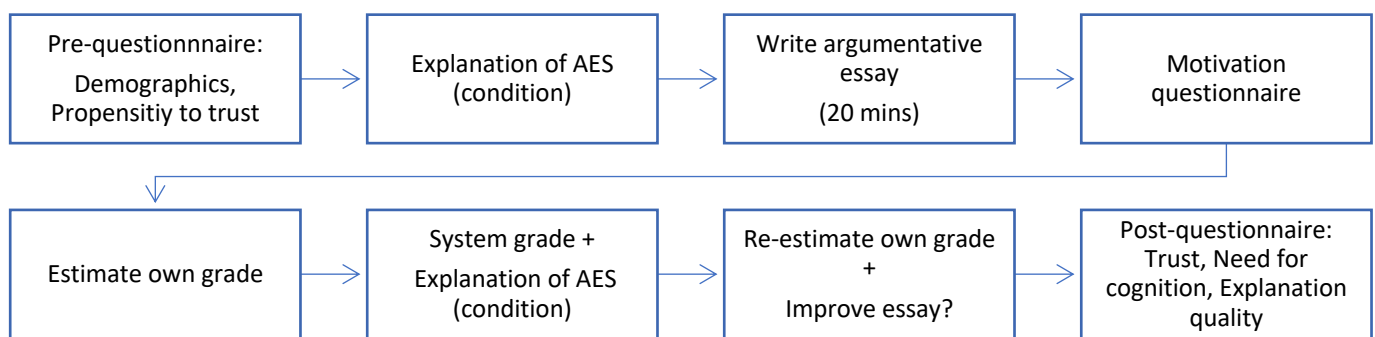 Pre-questionnnaire:
Demographics,
Propensitiy to trust
Explanation of AES
(condition)
Write argumentative
essay
(20 mins)
Motivation
questionnaire
Estimate own grade
System grade +
Explanation of AES
(condition)
Re-estimate own grade
+
Improve essay?
Post-questionnaire:
Trust, Need for
cognition, Explanation
quality